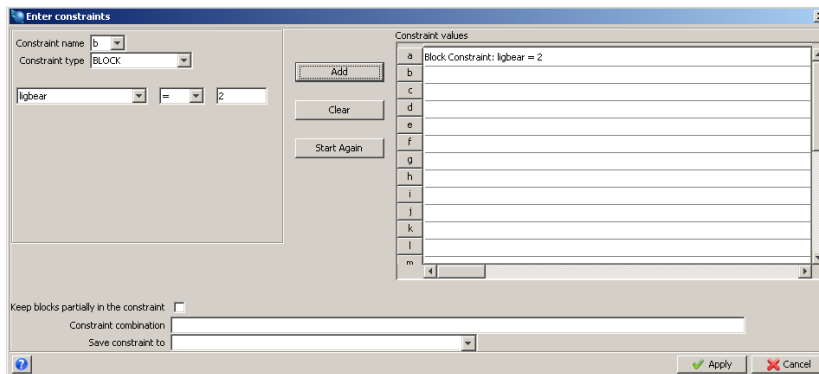 Enter constraints
Constraint name b
Constraint type BLOCK
ligbear = 2
Add
Clear
Start Again
Constraint values
a Block Constraint: ligbear = 2
b
c
d
e
f
g
h
i
j
k
l
m
Keep blocks partially in the constraint
Constraint combination
Save constraint to
Apply Cancel